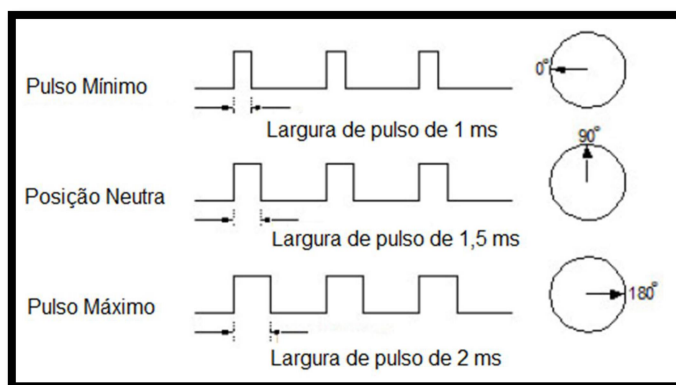 Pulso Mínimo
0°
Largura de pulso de 1 ms
90°
Posição Neutra
Largura de pulso de 1,5 ms
Pulso Máximo
180°
Largura de pulso de 2 ms